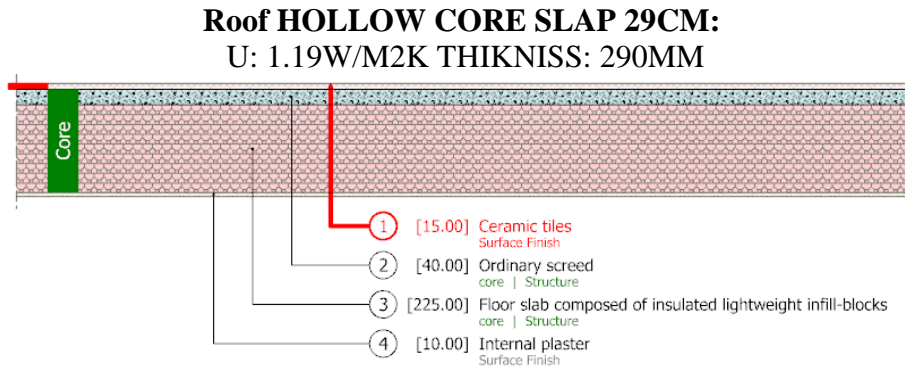 Roof HOLLOW CORE SLAP 29CM:
U: 1.19W/M2K THIKNISS: 290MM
Core
1 [15.00] Ceramic tiles
Surface Finish
2 [40.00] Ordinary screed
core | Structure
3 [225.00] Floor slab composed of insulated lightweight infill-blocks
core | Structure
4 [10.00] Internal plaster
Surface Finish